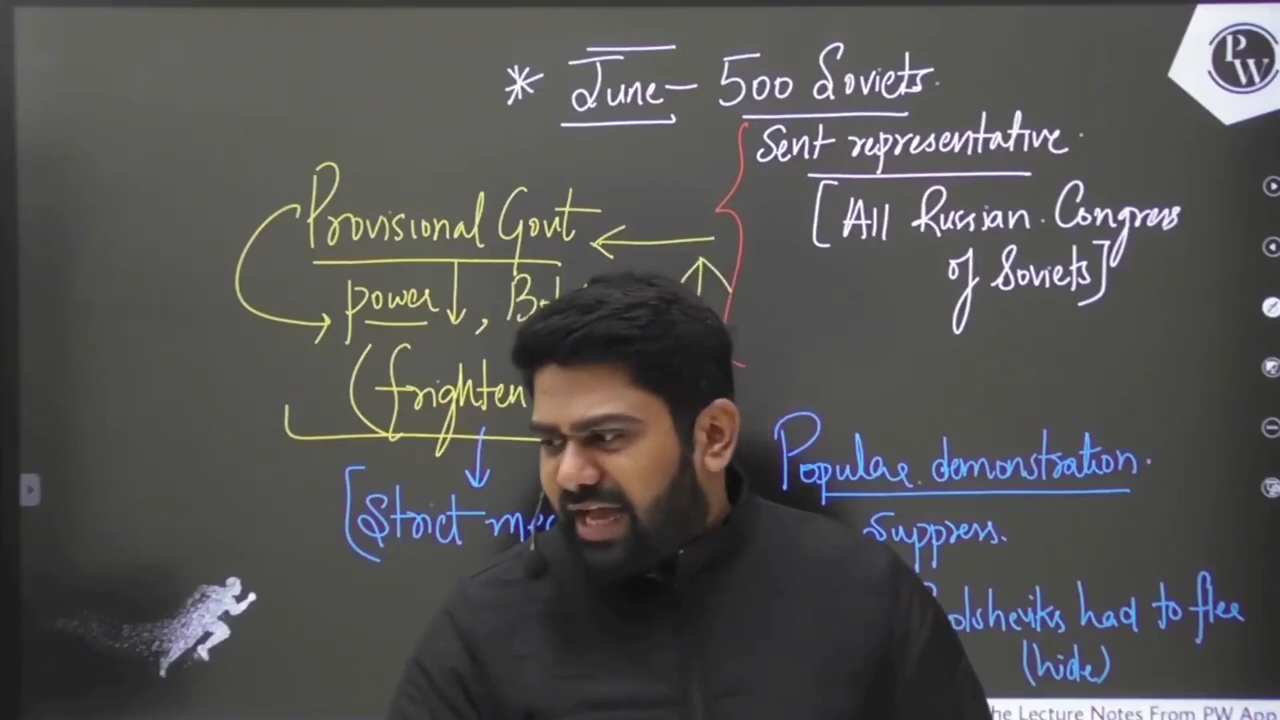 * June - 500 Soviets.
Sent representative.
[All Russian Congress
of Soviets]
Provisional Govt
power ↓ ,
(frighten
[Strict
Popular demonstration.
Suppress.
had to flee
(hide)
PW
Lecture Notes From PW App